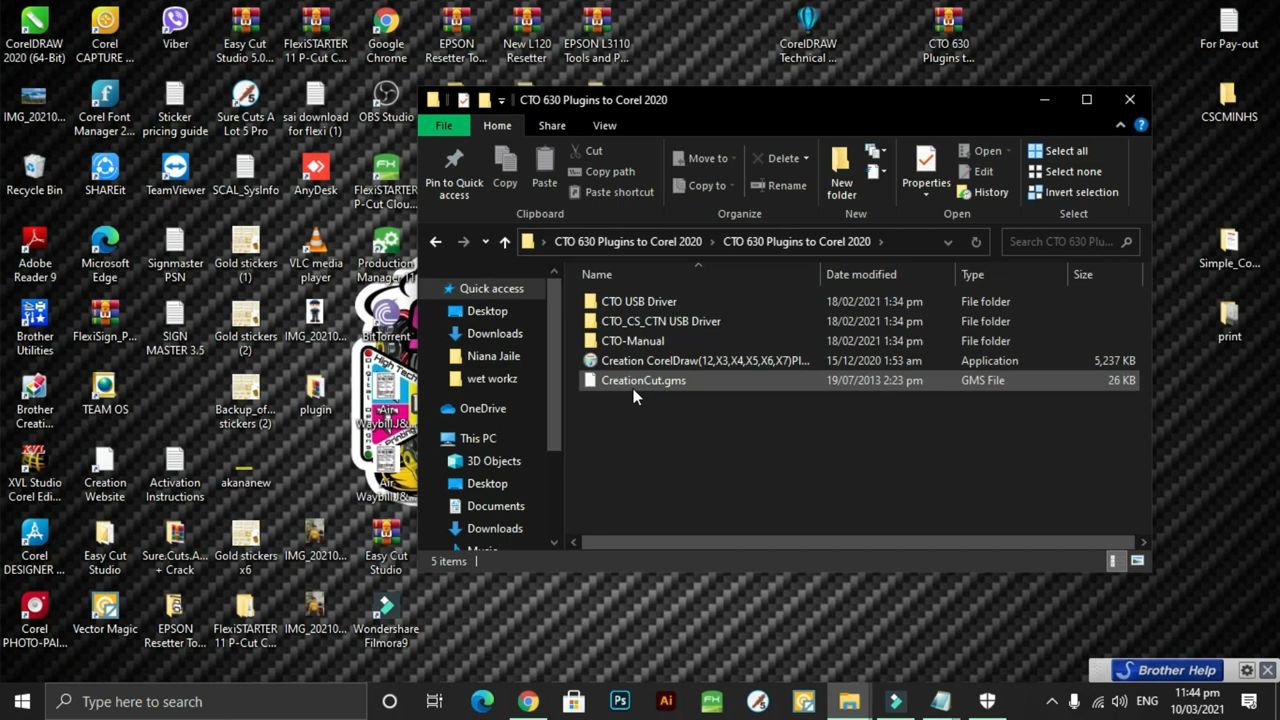 CorelDRAW
2020 (64-Bit)
Corel
CAPTURE ...
Viber
Easy Cut
Studio 5.0...
FlexiSTARTER
11 P-Cut C...
Google
Chrome
EPSON
Resetter To...
New L120
Resetter
EPSON L3110
Tools and P...
CorelDRAW
Technical ...
CTO 630
Plugins t...
For Pay-out
IMG_20210...
Corel Font
Manager 2...
Sticker
pricing guide
Sure Cuts A
Lot 5 Pro
sai download
for flexi (1)
OBS Studio
CSCMINHS
Recycle Bin
SHAREit
TeamViewer
SCAL_SysInfo
AnyDesk
FlexiSTARTER
P-Cut Clou...
Adobe
Reader 9
Microsoft
Edge
Signmaster
PSN
Gold stickers
(1)
VLC media
player
Production
Manager (1)
Simple_Co...
Brother
Utilities
FlexiSign_P...
SIGN
MASTER 3.5
Gold stickers
(2)
IMG_20210...
BitTorrent
print
Brother
Creati...
TEAM OS
Backup_of...
stickers (2)
plugin
Air
Waybill.J&...
XVL Studio
Corel Edi...
Creation
Website
Activation
Instructions
akananew
Air
Waybill.J&...
Corel
DESIGNER ...
Easy Cut
Studio
Sure.Cuts.A...
+ Crack
Gold stickers
x6
IMG_2021...
Easy Cut
Studio
Corel
PHOTO-PAI...
Vector Magic
EPSON
Resetter To...
FlexiSTARTER
11 P-Cut C...
IMG_20210...
Wondershare
Filmora9
CTO 630 Plugins to Corel 2020
File
Home
Share
View
Pin to Quick
access
Copy
Paste
Cut
Copy path
Paste shortcut
Clipboard
Move to
Copy to
Delete
Rename
Organize
New
folder
New
Properties
Open
Edit
History
Open
Select all
Select none
Invert selection
Select
CTO 630 Plugins to Corel 2020 > CTO 630 Plugins to Corel 2020 >
Search CTO 630 Plu...
Quick access
Desktop
Downloads
Niana Jaile
wet workz
OneDrive
This PC
3D Objects
Desktop
Documents
Downloads
Music
Name Date modified Type Size
CTO USB Driver 18/02/2021 1:34 pm File folder
CTO_CS_CTN USB Driver 18/02/2021 1:34 pm File folder
CTO-Manual 18/02/2021 1:34 pm File folder
Creation CorelDraw(12,X3,X4,X5,X6,X7)Pl... 15/12/2020 1:53 am Application 5,237 KB
CreationCut.gms 19/07/2013 2:23 pm GMS File 26 KB
5 items
Brother Help
Type here to search
Ps
Ai
FH
ENG
11:44 pm
10/03/2021